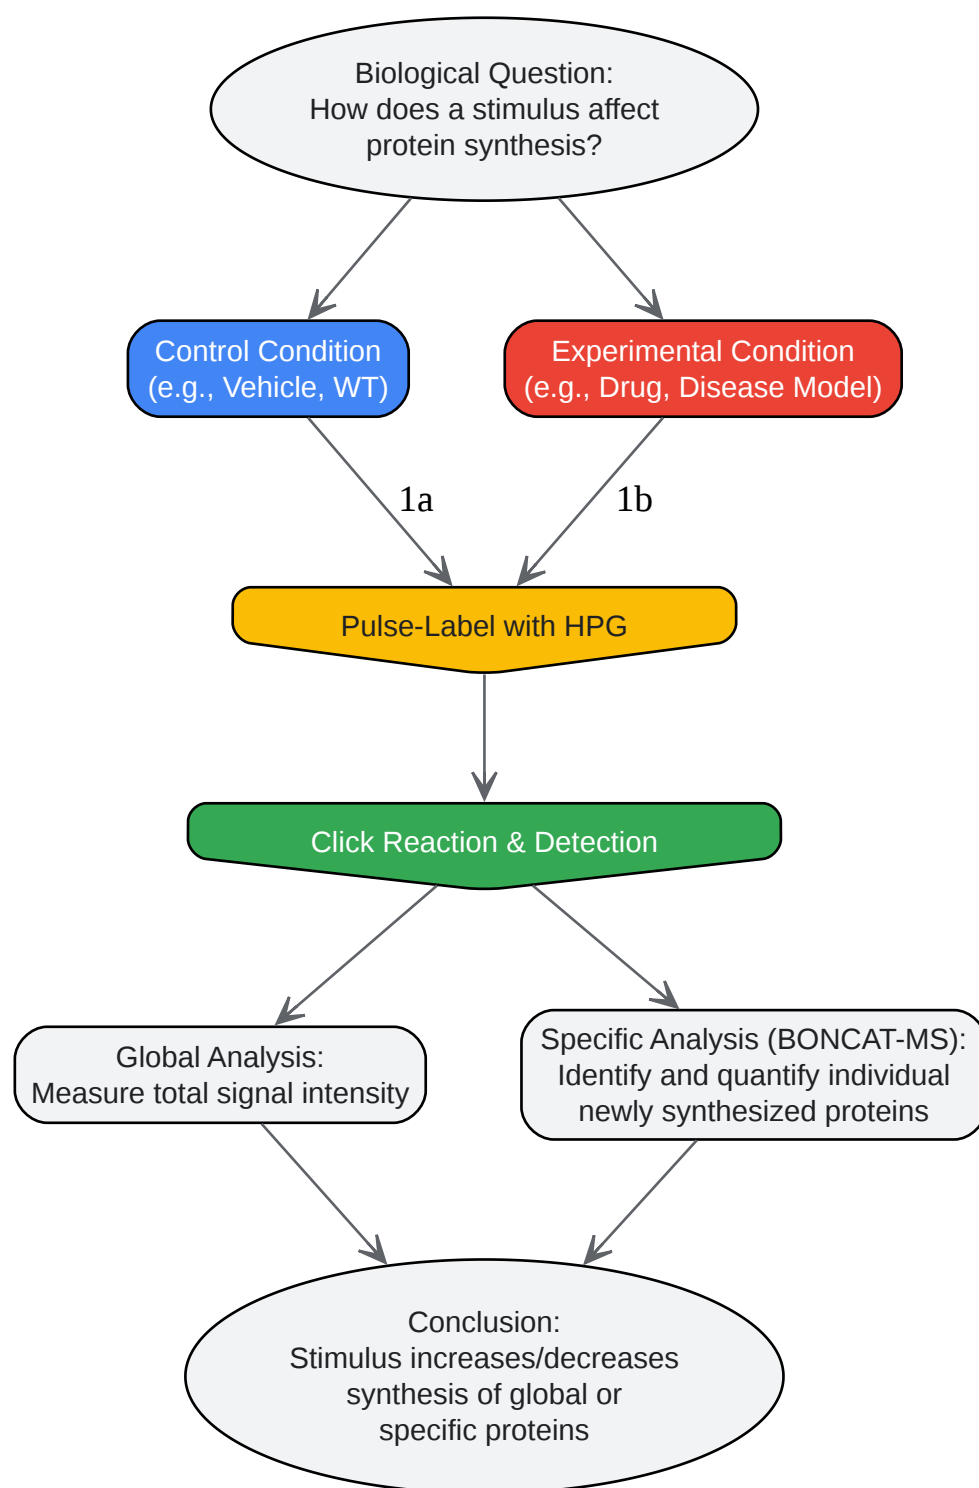 Biological Question:
How does a stimulus affect
protein synthesis?
Control Condition
(e.g., Vehicle, WT)
Experimental Condition
(e.g., Drug, Disease Model)
1a
1b
Pulse-Label with HPG
Click Reaction & Detection
Global Analysis:
Measure total signal intensity
Specific Analysis (BONCAT-MS):
Identify and quantify individual
newly synthesized proteins
Conclusion:
Stimulus increases/decreases
synthesis of global or
specific proteins